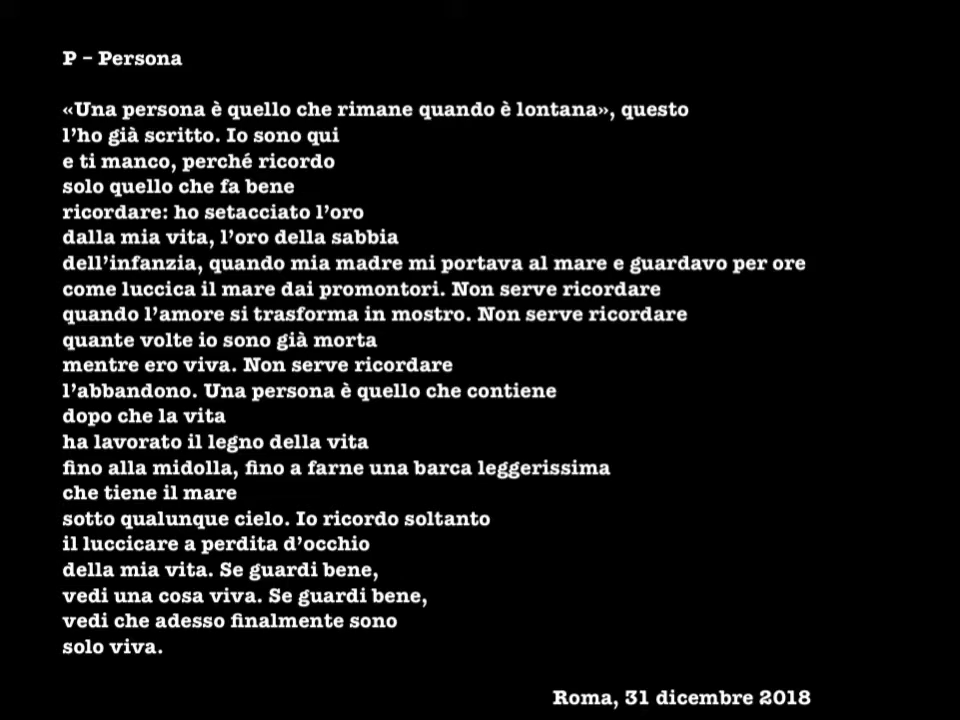 P – Persona
«Una persona è quello che rimane quando è lontana», questo
l’ho già scritto. Io sono qui
e ti manco, perché ricordo
solo quello che fa bene
ricordare: ho setacciato l’oro
dalla mia vita, l’oro della sabbia
dell’infanzia, quando mia madre mi portava al mare e guardavo per ore
come luccica il mare dai promontori. Non serve ricordare
quando l’amore si trasforma in mostro. Non serve ricordare
quante volte io sono già morta
mentre ero viva. Non serve ricordare
l’abbandono. Una persona è quello che contiene
dopo che la vita
ha lavorato il legno della vita
fino alla midolla, fino a farne una barca leggerissima
che tiene il mare
sotto qualunque cielo. Io ricordo soltanto
il luccicare a perdita d’occhio
della mia vita. Se guardi bene,
vedi una cosa viva. Se guardi bene,
vedi che adesso finalmente sono
solo viva.
Roma, 31 dicembre 2018